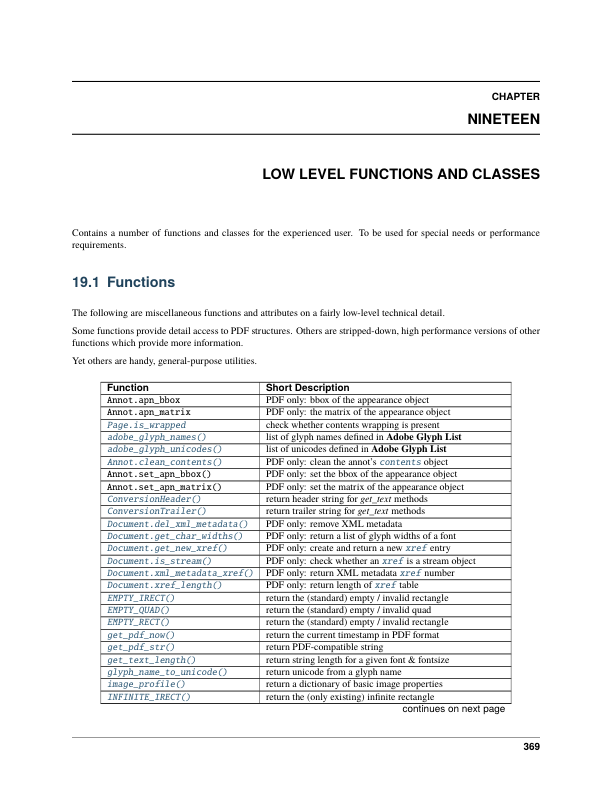 CHAPTER
NINETEEN
LOW LEVEL FUNCTIONS AND CLASSES
Contains a number of functions and classes for the experienced user. To be used for special needs or performance
requirements.
19.1 Functions
The following are miscellaneous functions and attributes on a fairly low-level technical detail.
Some functions provide detail access to PDF structures. Others are stripped-down, high performance versions of other
functions which provide more information.
Yet others are handy, general-purpose utilities.
Function Short Description
Annot.apn_bbox PDF only: bbox of the appearance object
Annot.apn_matrix PDF only: the matrix of the appearance object
Page.is_wrapped check whether contents wrapping is present
adobe_glyph_names() list of glyph names defined in Adobe Glyph List
adobe_glyph_unicodes() list of unicodes defined in Adobe Glyph List
Annot.clean_contents() PDF only: clean the annot's contents object
Annot.set_apn_bbox() PDF only: set the bbox of the appearance object
Annot.set_apn_matrix() PDF only: set the matrix of the appearance object
ConversionHeader() return header string for get_text methods
ConversionTrailer() return trailer string for get_text methods
Document.del_xml_metadata() PDF only: remove XML metadata
Document.get_char_widths() PDF only: return a list of glyph widths of a font
Document.get_new_xref() PDF only: create and return a new xref entry
Document.is_stream() PDF only: check whether an xref is a stream object
Document.xml_metadata_xref() PDF only: return XML metadata xref number
Document.xref_length() PDF only: return length of xref table
EMPTY_IRECT() return the (standard) empty / invalid rectangle
EMPTY_QUAD() return the (standard) empty / invalid quad
EMPTY_RECT() return the (standard) empty / invalid rectangle
get_pdf_now() return the current timestamp in PDF format
get_pdf_str() return PDF-compatible string
get_text_length() return string length for a given font & fontsize
glyph_name_to_unicode() return unicode from a glyph name
image_profile() return a dictionary of basic image properties
INFINITE_IRECT() return the (only existing) infinite rectangle
continues on next page
369